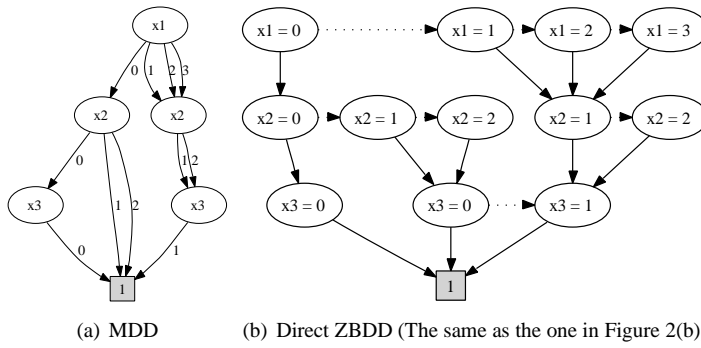 x1
0 1 2 3
x2 x2
0 1 2 1 2
x3 x3
0 1
1
(a) MDD
x1 = 0 x1 = 1 x1 = 2 x1 = 3
x2 = 0 x2 = 1 x2 = 2 x2 = 1 x2 = 2
x3 = 0 x3 = 0 x3 = 1
1
(b) Direct ZBDD (The same as the one in Figure 2(b)